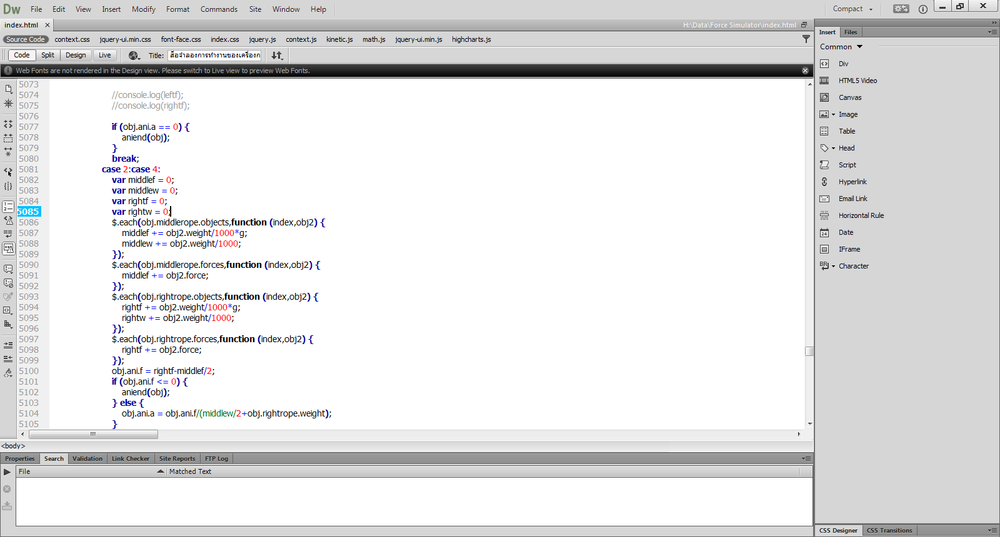 Dw File Edit View Insert Modify Format Commands Site Window Help Compact
index.html × H:\Data\Force Simulator\index.html
Source Code context.css jquery-ui.min.css font-face.css index.css jquery.js context.js kinetic.js math.js jquery-ui.min.js highcharts.js
Code Split Design Live Title: สื่อจำลองการทำงานของเครื่องก
Web Fonts are not rendered in the Design view. Please switch to Live view to preview Web Fonts.
5073
5074 //console.log(leftf);
5075 //console.log(rightf);
5076
5077 if (obj.ani.a == 0) {
5078 aniend(obj);
5079 }
5080 break;
5081 case 2:case 4:
5082 var middlef = 0;
5083 var middlew = 0;
5084 var rightf = 0;
5085 var rightw = 0;
5086 $.each(obj.middlerope.objects,function (index,obj2) {
5087 middlef += obj2.weight/1000*g;
5088 middlew += obj2.weight/1000;
5089 });
5090 $.each(obj.middlerope.forces,function (index,obj2) {
5091 middlef += obj2.force;
5092 });
5093 $.each(obj.rightrope.objects,function (index,obj2) {
5094 rightf += obj2.weight/1000*g;
5095 rightw += obj2.weight/1000;
5096 });
5097 $.each(obj.rightrope.forces,function (index,obj2) {
5098 rightf += obj2.force;
5099 });
5100 obj.ani.f = rightf-middlef/2;
5101 if (obj.ani.f <= 0) {
5102 aniend(obj);
5103 } else {
5104 obj.ani.a = obj.ani.f/(middlew/2+obj.rightrope.weight);
5105 }
<body>
Properties Search Validation Link Checker Site Reports FTP Log
File Matched Text
Insert Files
Common
Div
HTML5 Video
Canvas
Image
Table
Head
Script
Hyperlink
Email Link
Horizontal Rule
24 Date
IFrame
BR Character
CSS Designer CSS Transitions